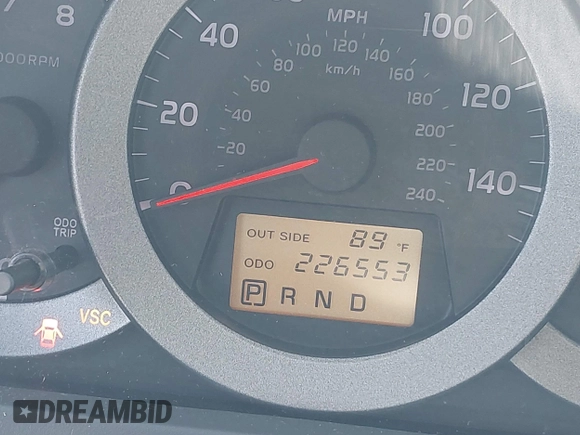 7 8
000RPM
MPH
0 20 40 100 120 140
km/h
20 40 60 80 100 120 140 160 180 200 220 240
ODO
TRIP
OUT SIDE 89 °F
ODO 226553
P R N D
VSC
DREAMBID